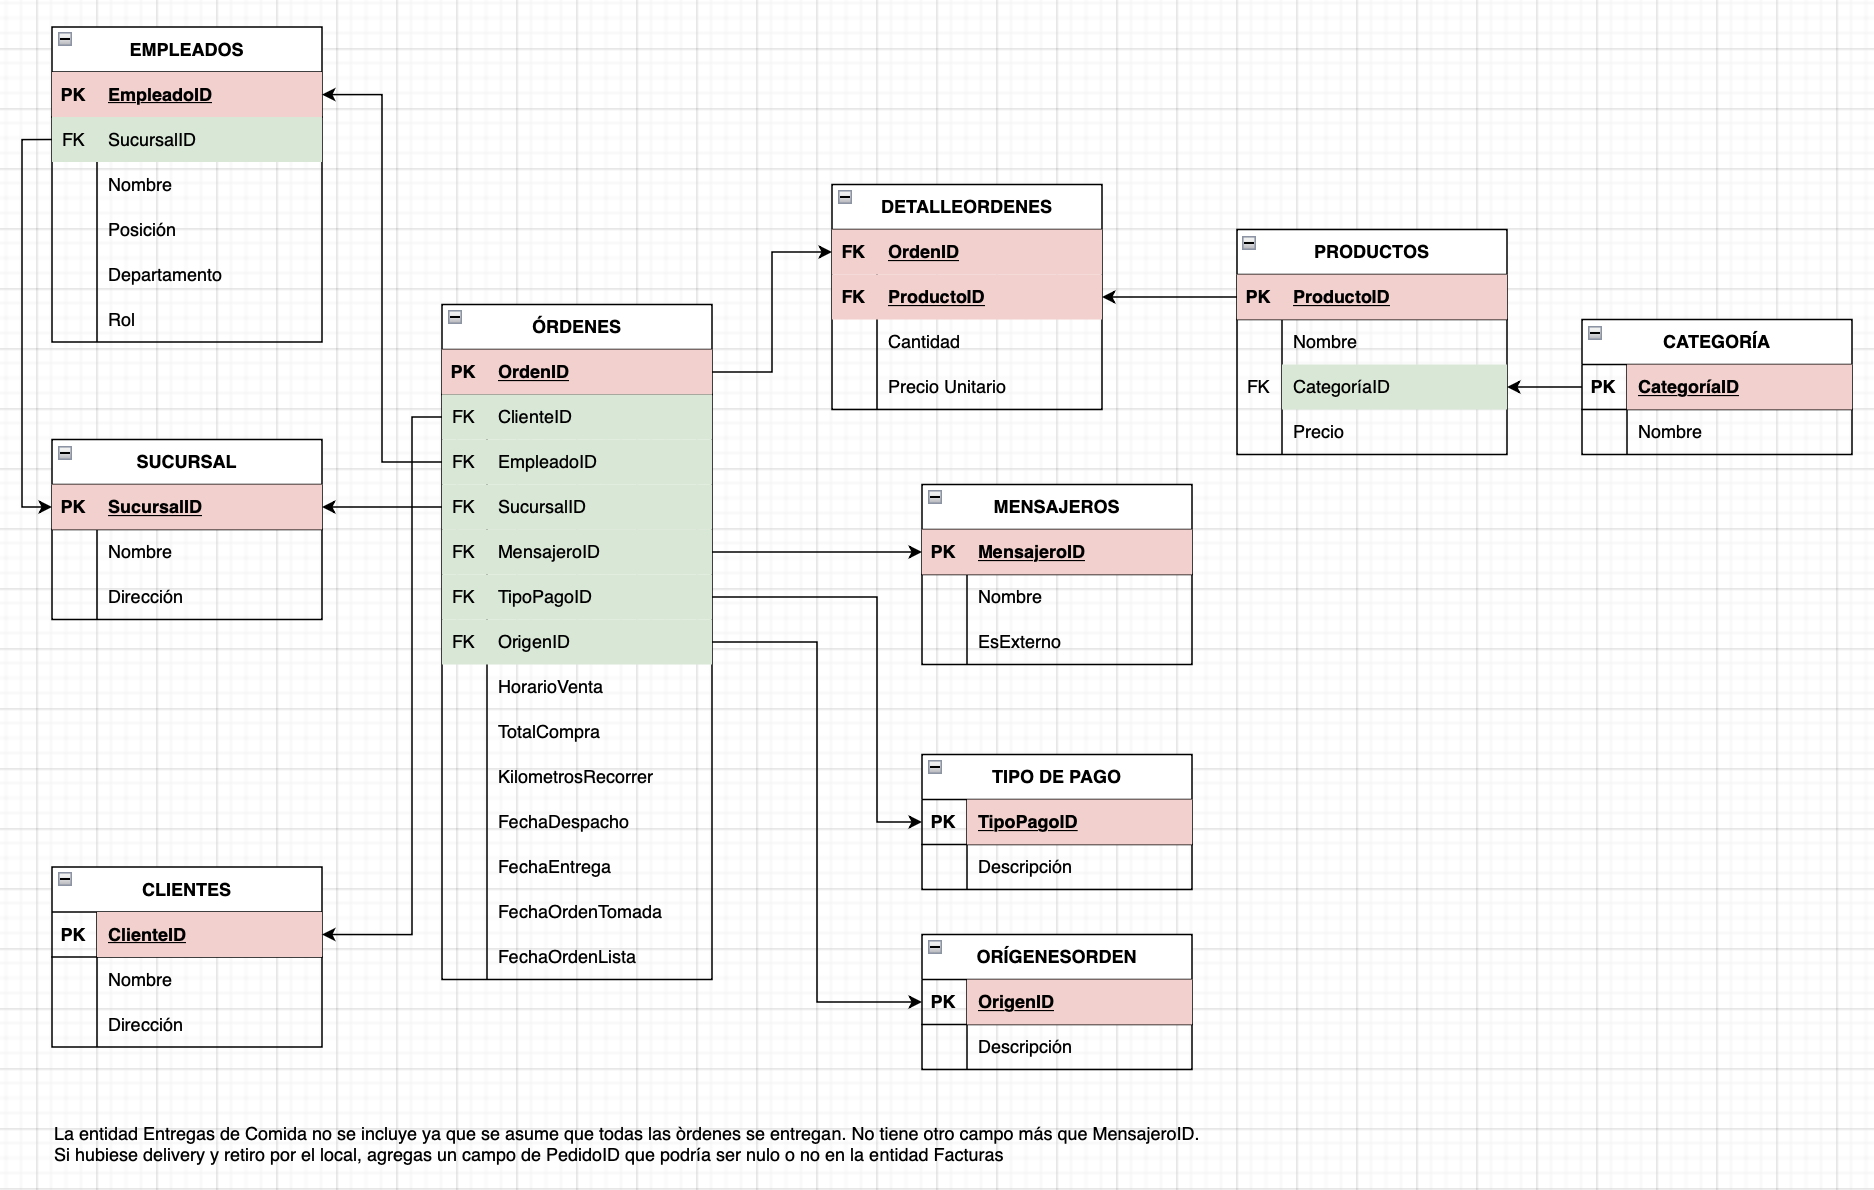 EMPLEADOS
PK EmpleadoID
FK SucursalID
Nombre
Posición
Departamento
Rol
SUCURSAL
PK SucursalID
Nombre
Dirección
CLIENTES
PK ClienteID
Nombre
Dirección
ÓRDENES
PK OrdenID
FK ClienteID
FK EmpleadoID
FK SucursalID
FK MensajeroID
FK TipoPagoID
FK OrigenID
HorarioVenta
TotalCompra
KilometrosRecorrer
FechaDespacho
FechaEntrega
FechaOrdenTomada
FechaOrdenLista
DETALLEORDENES
FK OrdenID
FK ProductoID
Cantidad
Precio Unitario
PRODUCTOS
PK ProductoID
Nombre
FK CategoríaID
Precio
CATEGORÍA
PK CategoríaID
Nombre
MENSAJEROS
PK MensajeroID
Nombre
EsExterno
TIPO DE PAGO
PK TipoPagoID
Descripción
ORÍGENESORDEN
PK OrigenID
Descripción
La entidad Entregas de Comida no se incluye ya que se asume que todas las òrdenes se entregan. No tiene otro campo más que MensajeroID.
Si hubiese delivery y retiro por el local, agregas un campo de PedidoID que podría ser nulo o no en la entidad Facturas